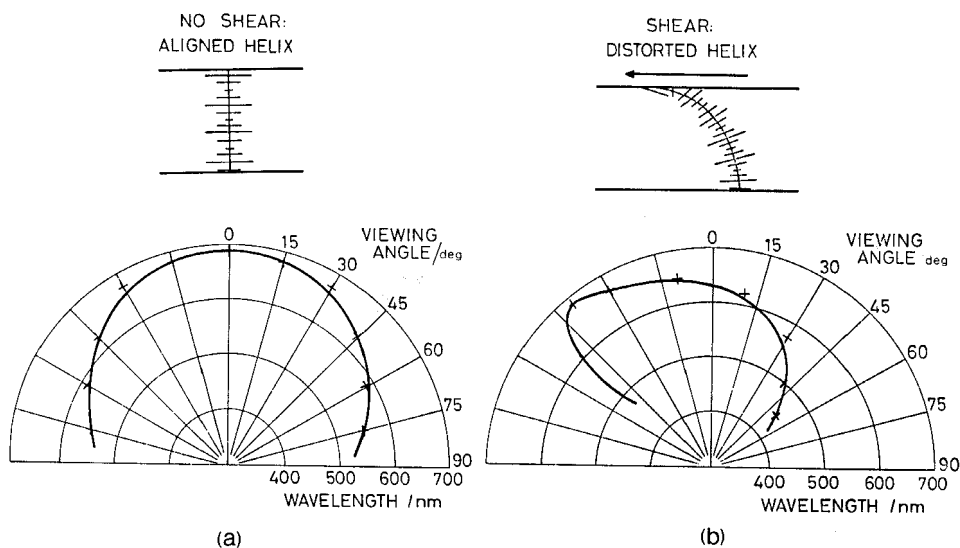 NO SHEAR:
ALIGNED HELIX
0
15
30
45
60
75
90
VIEWING
ANGLE/deg
400 500 600 700
WAVELENGTH /nm
(a)
SHEAR:
DISTORTED HELIX
0
15
30
45
60
75
90
VIEWING
ANGLE deg
400 500 600 700
WAVELENGTH /nm
(b)